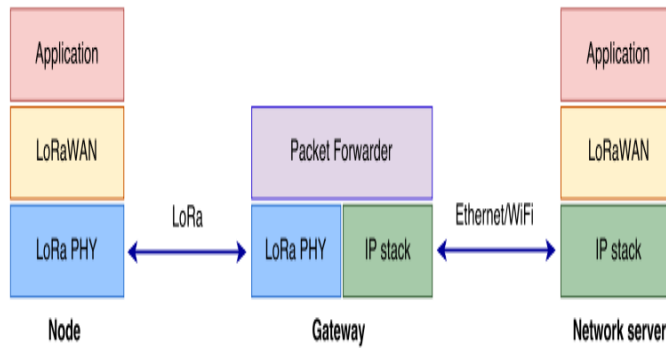 Application
Application
LoRaWAN
Packet Forwarder
LoRaWAN
LoRa
Ethernet/WiFi
LoRa PHY
LoRa PHY
IP stack
IP stack
Node
Gateway
Network server